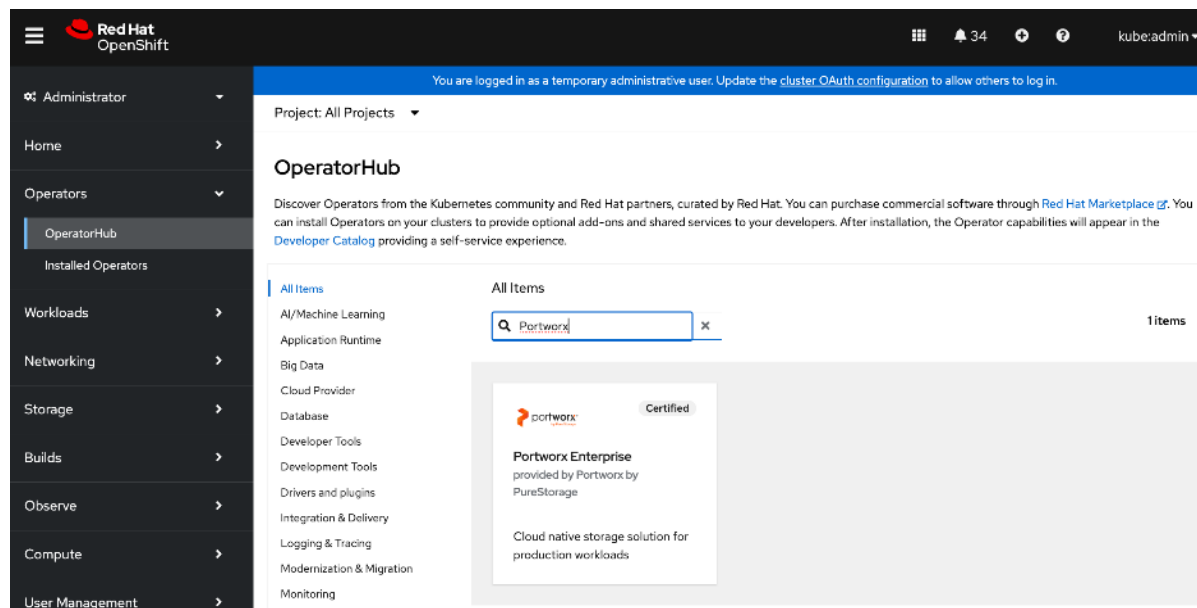 Red Hat
OpenShift
34
kube:admin
You are logged in as a temporary administrative user. Update the cluster OAuth configuration to allow others to log in.
Administrator
Home
Operators
OperatorHub
Installed Operators
Workloads
Networking
Storage
Builds
Observe
Compute
User Management
Project: All Projects
OperatorHub
Discover Operators from the Kubernetes community and Red Hat partners, curated by Red Hat. You can purchase commercial software through Red Hat Marketplace. You
can install Operators on your clusters to provide optional add-ons and shared services to your developers. After installation, the Operator capabilities will appear in the
Developer Catalog providing a self-service experience.
All Items
AI/Machine Learning
Application Runtime
Big Data
Cloud Provider
Database
Developer Tools
Development Tools
Drivers and plugins
Integration & Delivery
Logging & Tracing
Modernization & Migration
Monitoring
All Items
Portworx
1 items
portworx
Certified
Portworx Enterprise
provided by Portworx by
PureStorage
Cloud native storage solution for
production workloads